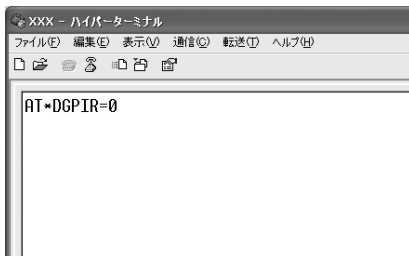 XXX - ハイパーターミナル
ファイル(F) 編集(E) 表示(V) 通信(C) 転送(T) ヘルプ(H)
AT*DGPIR=0